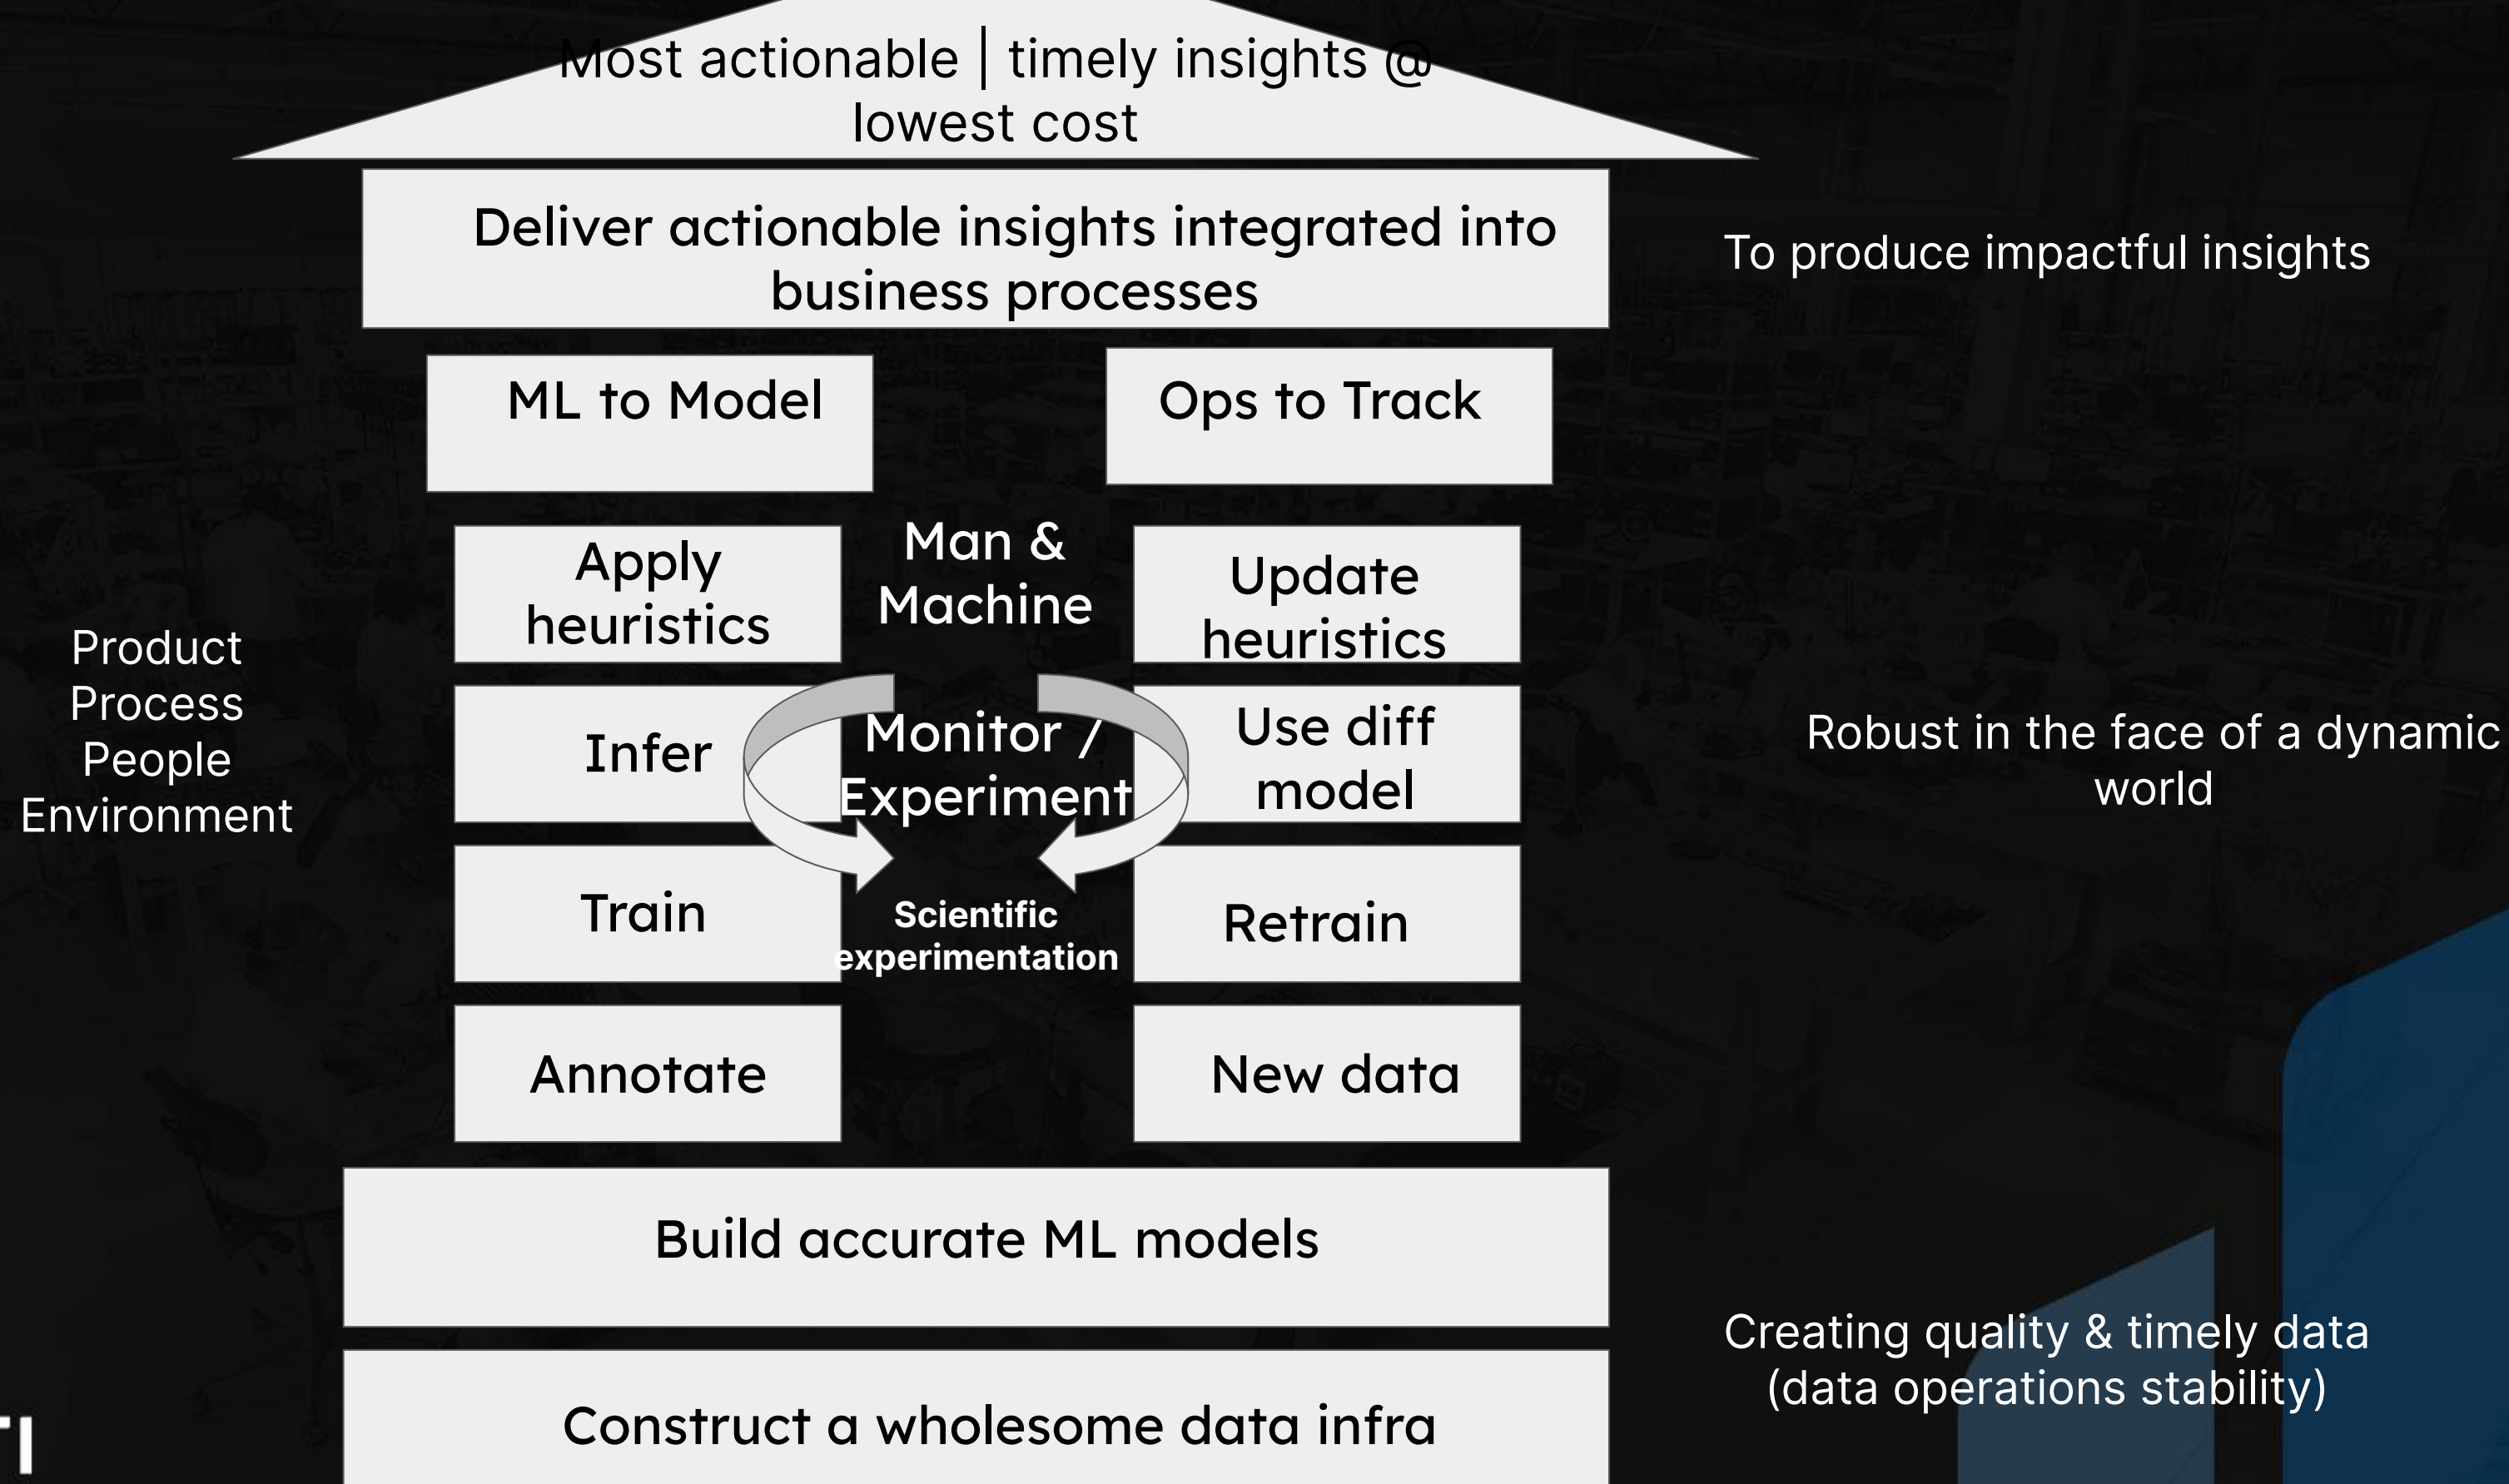 Most actionable | timely insights @
lowest cost
Deliver actionable insights integrated into
business processes
To produce impactful insights
ML to Model
Ops to Track
Apply
heuristics
Man &
Machine
Update
heuristics
Product
Process
People
Environment
Infer
Monitor /
Experiment
Use diff
model
Robust in the face of a dynamic
world
Train
Scientific
experimentation
Retrain
Annotate
New data
Build accurate ML models
Creating quality & timely data
(data operations stability)
Construct a wholesome data infra